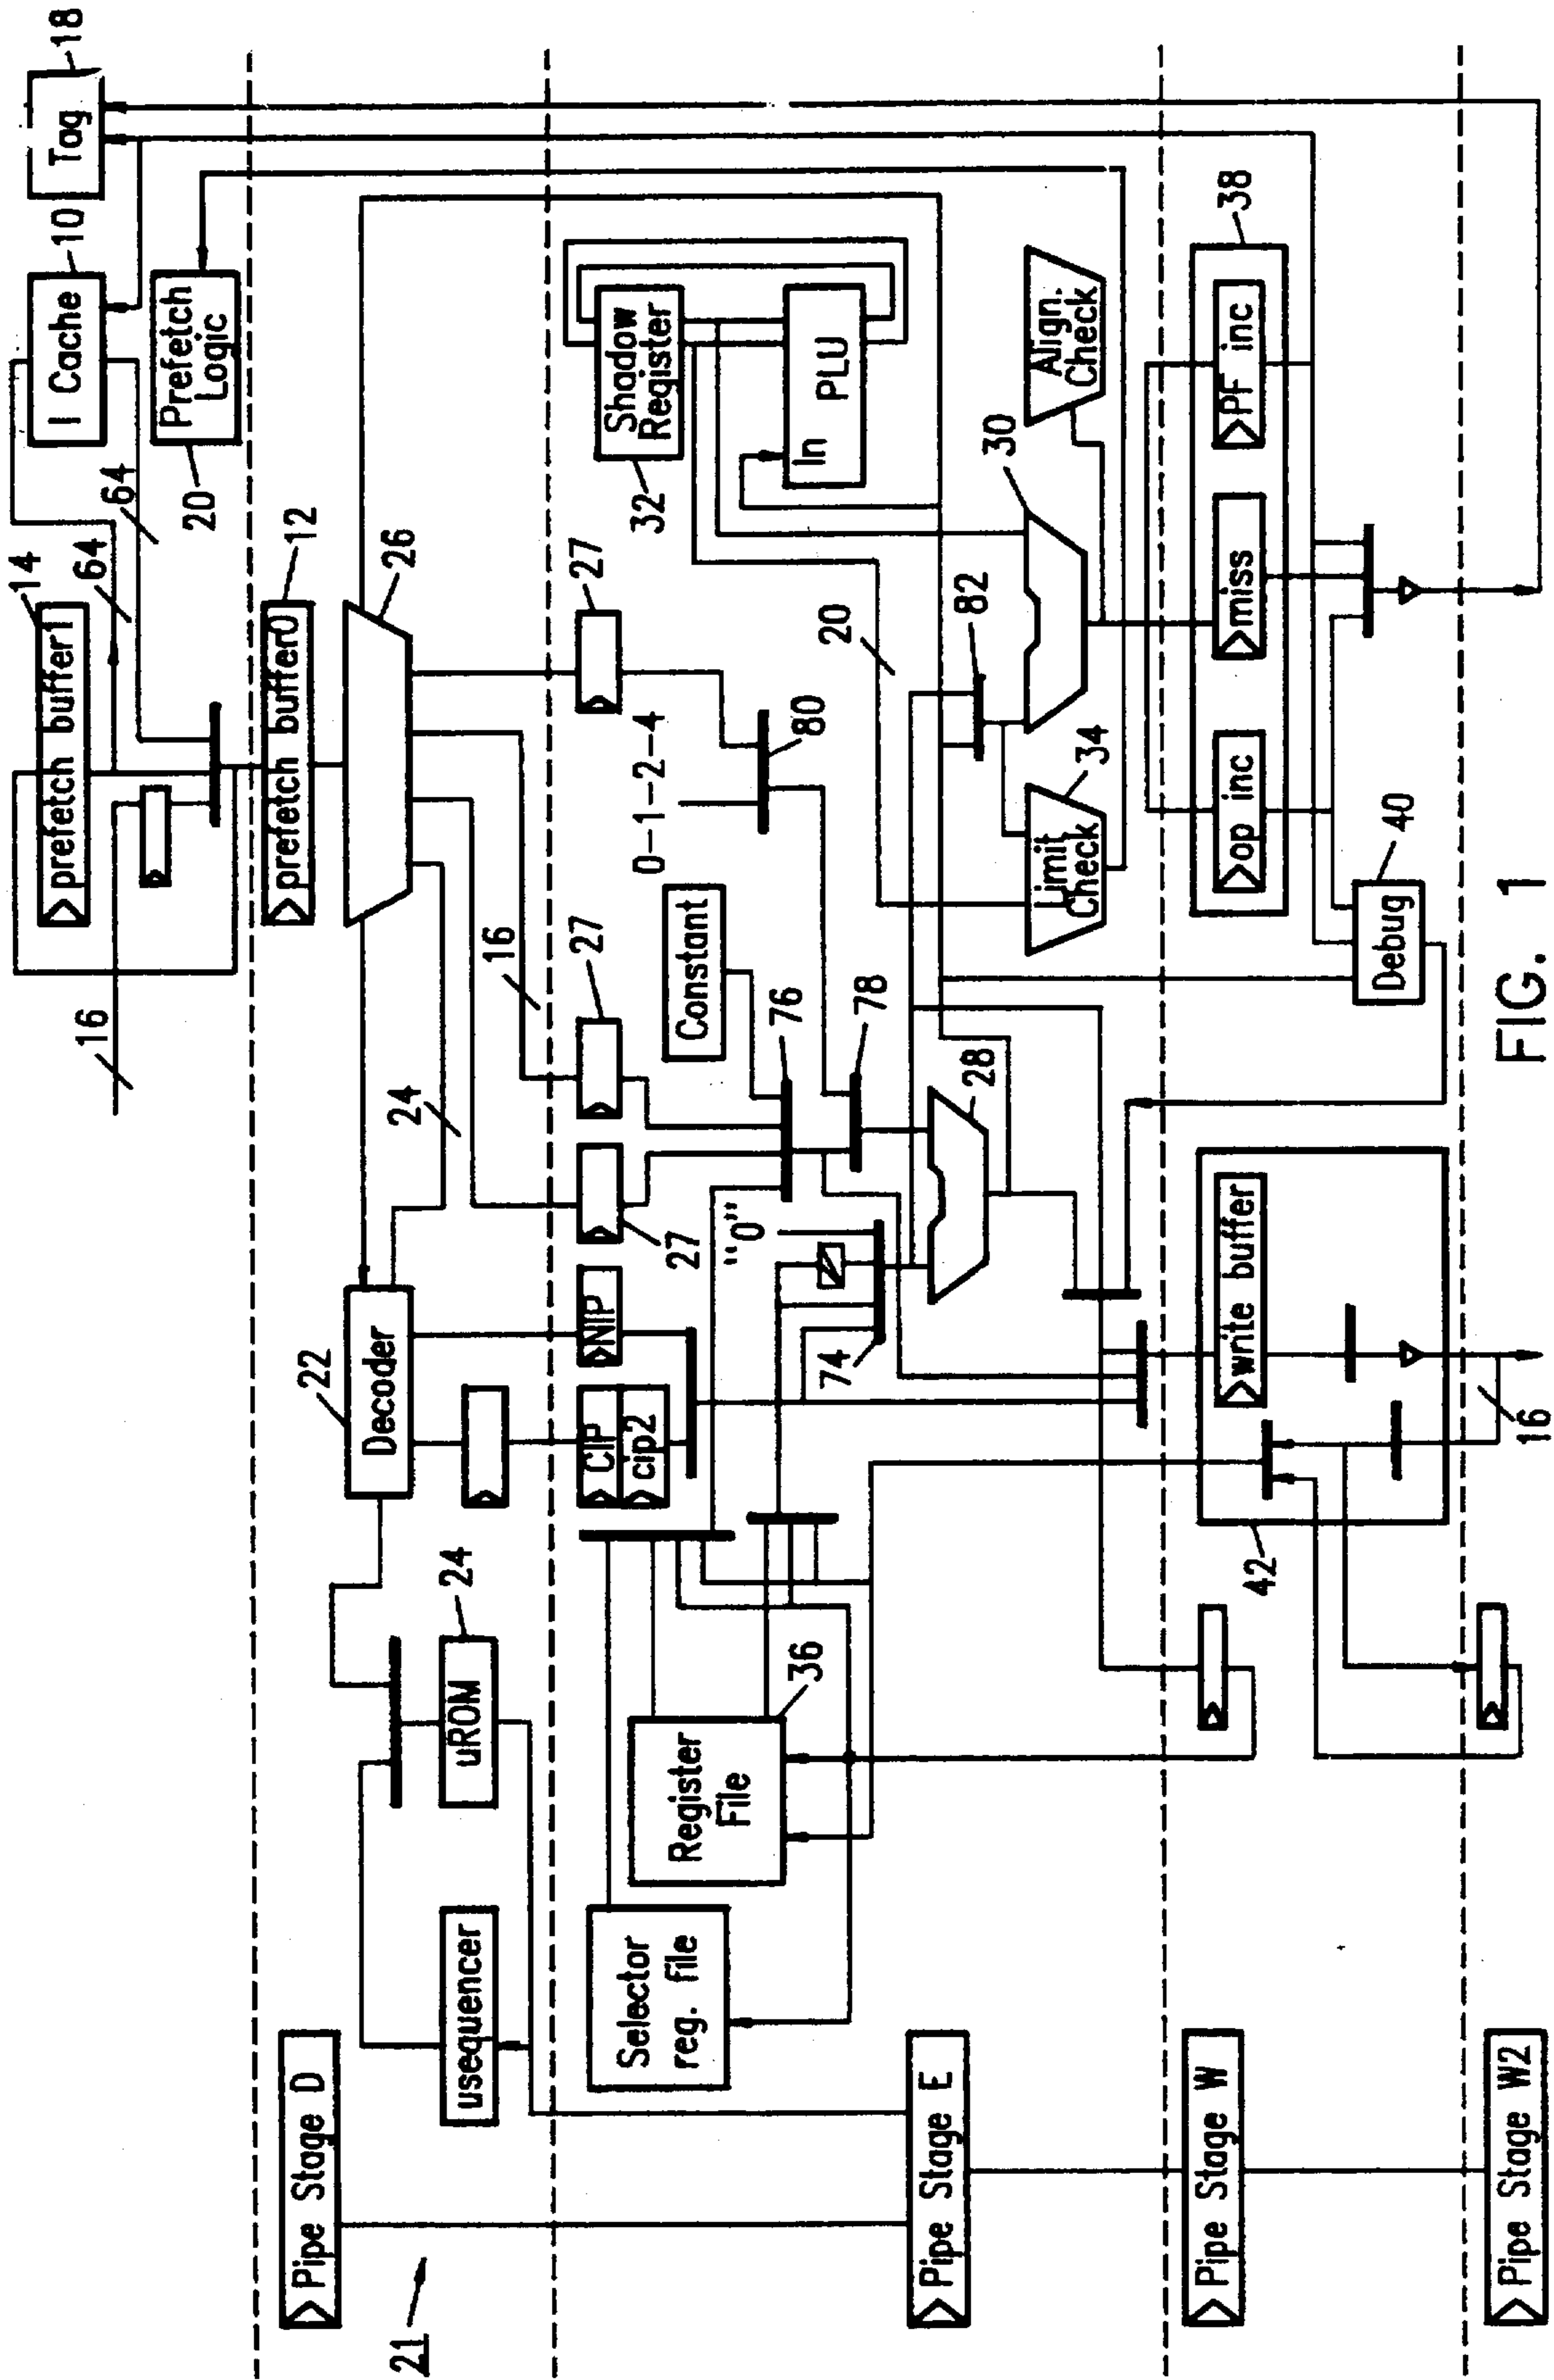 14
prefetch buffer1
16
64
64
I Cache
10
Tag
18
Prefetch
Logic
20
prefetch buffer0
12
26
Pipe Stage D
21
usequencer
uROM
24
22
Decoder
24
16
CIP
cip2
NIP
27
27
27
Constant
0-1-2-4
Shadow
Register
32
In
PLU
Selector
reg. file
Register
File
36
"0"
74
76
78
80
28
20
82
Limit
Check
34
30
Align.
Check
Pipe Stage E
Pipe Stage W
42
write buffer
16
Debug
40
op inc
miss
PF inc
38
Pipe Stage W2
FIG. 1